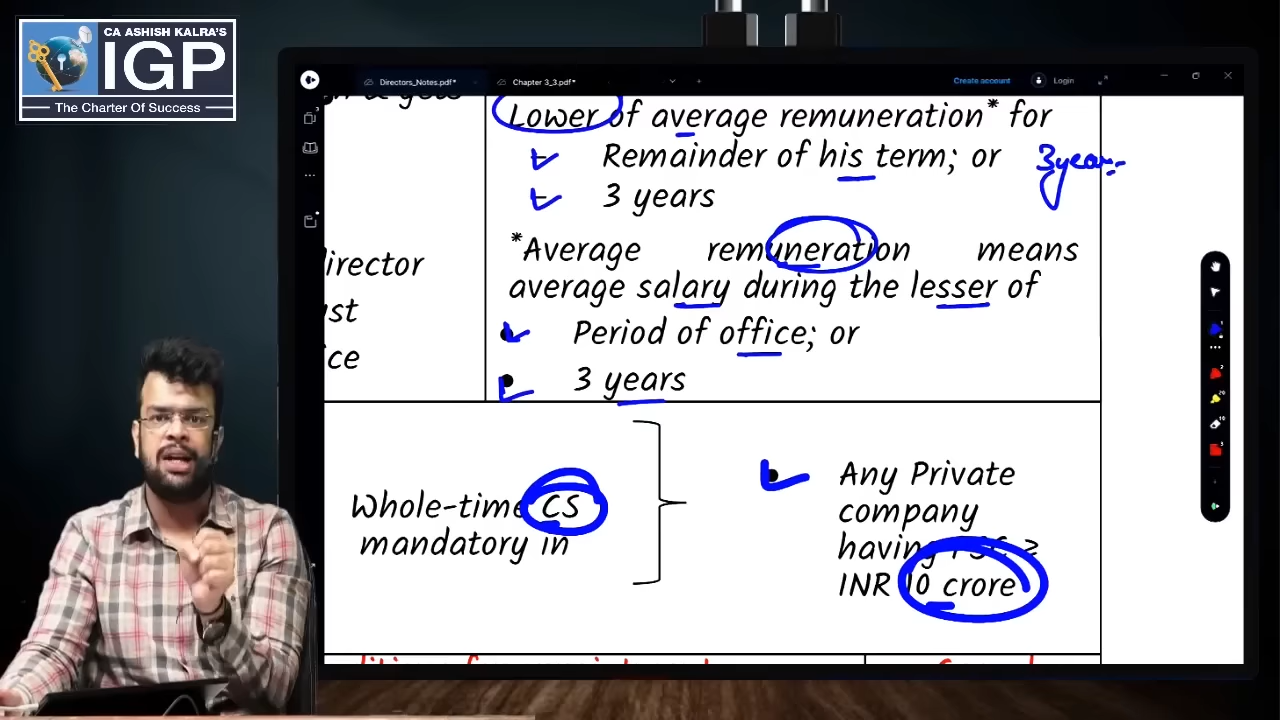 CA ASHISH KALRA'S
IGP
The Charter Of Success
Directors_Notes.pdf*
Chapter 3_3.pdf*
Create account
Login
Lower of average remuneration* for
Remainder of his term; or
3 years
3 years
*Average remuneration means
average salary during the lesser of
Period of office; or
3 years
Whole-time CS
mandatory in
Any Private
company
having PSC ≥
INR 10 crore